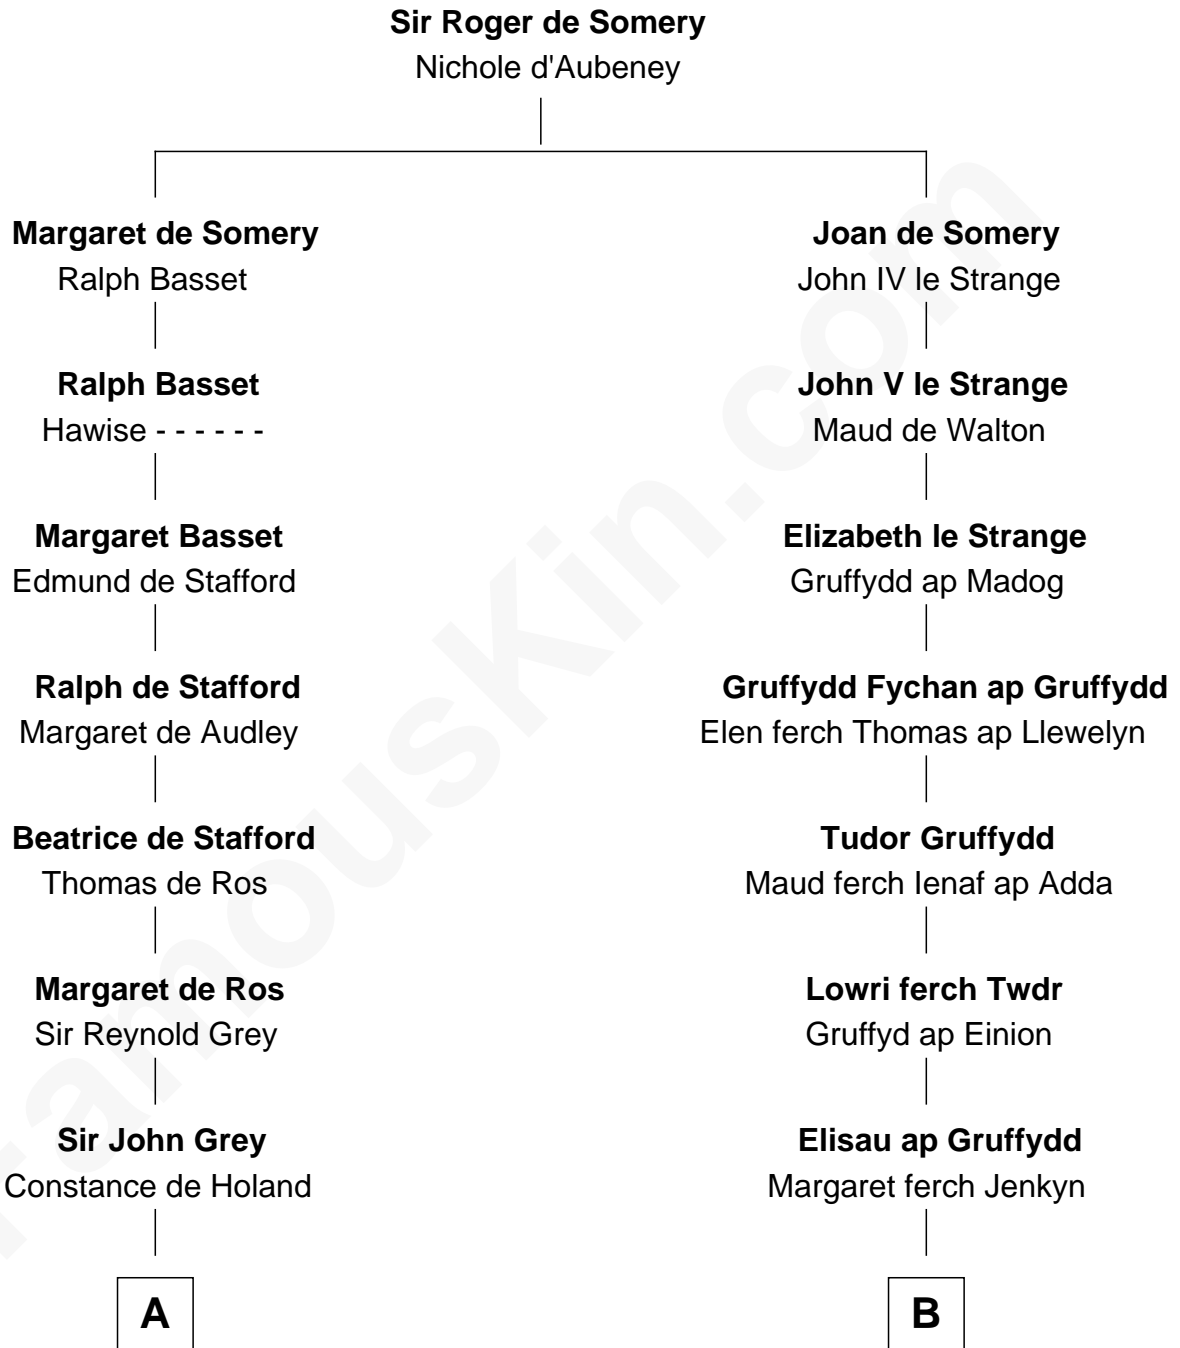 Sir Roger de Somery
Nichole d'Aubeney
Margaret de Somery
Ralph Basset
Joan de Somery
John IV le Strange
Ralph Basset
Hawise - - - - - -
John V le Strange
Maud de Walton
Margaret Basset
Edmund de Stafford
Elizabeth le Strange
Gruffydd ap Madog
Ralph de Stafford
Margaret de Audley
Gruffydd Fychan ap Gruffydd
Elen ferch Thomas ap Llewelyn
Beatrice de Stafford
Thomas de Ros
Tudor Gruffydd
Maud ferch Ienaf ap Adda
Margaret de Ros
Sir Reynold Grey
Lowri ferch Twdr
Gruffyd ap Einion
Sir John Grey
Constance de Holand
Elisau ap Gruffydd
Margaret ferch Jenkyn
A
B
FamousKin.com